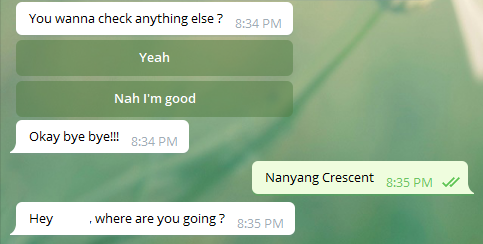 You wanna check anything else ? 8:34 PM
Yeah
Nah I'm good
Okay bye bye!!! 8:34 PM
Nanyang Crescent 8:35 PM
Hey , where are you going ? 8:35 PM